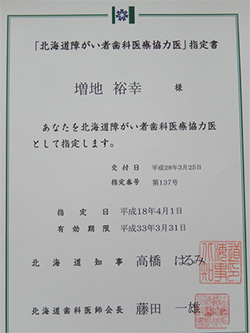 「北海道障がい者歯科医療協力医」指定書
増地 裕幸 様
あなたを北海道障がい者歯科医療協力医
として指定します。
交付日 平成28年3月25日
指定番号 第137号
指定日 平成18年4月1日
有効期限 平成33年3月31日
北海道知事 高橋 はるみ
北海道歯科医師会長 藤田 一雄